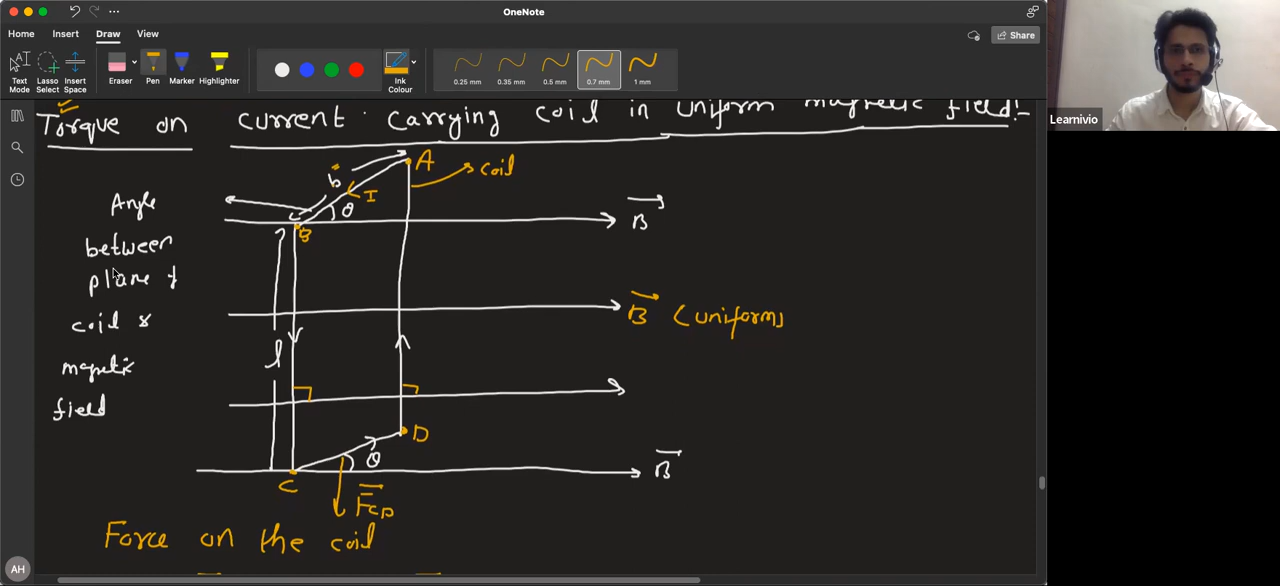 OneNote
Home Insert Draw View
Share
Text Mode
Lasso Select
Insert Space
Eraser
Pen
Marker
Highlighter
Ink Colour
0.25 mm
0.35 mm
0.5 mm
0.7 mm
1 mm
Learnivio
Torque on current carrying coil in uniform magnetic field:-
A
coil
b
I
θ
B
B
Angle
between
plane of
coil &
magnetic
field
B (uniform)
l
D
θ
B
C
F CD
Force on the coil
AH